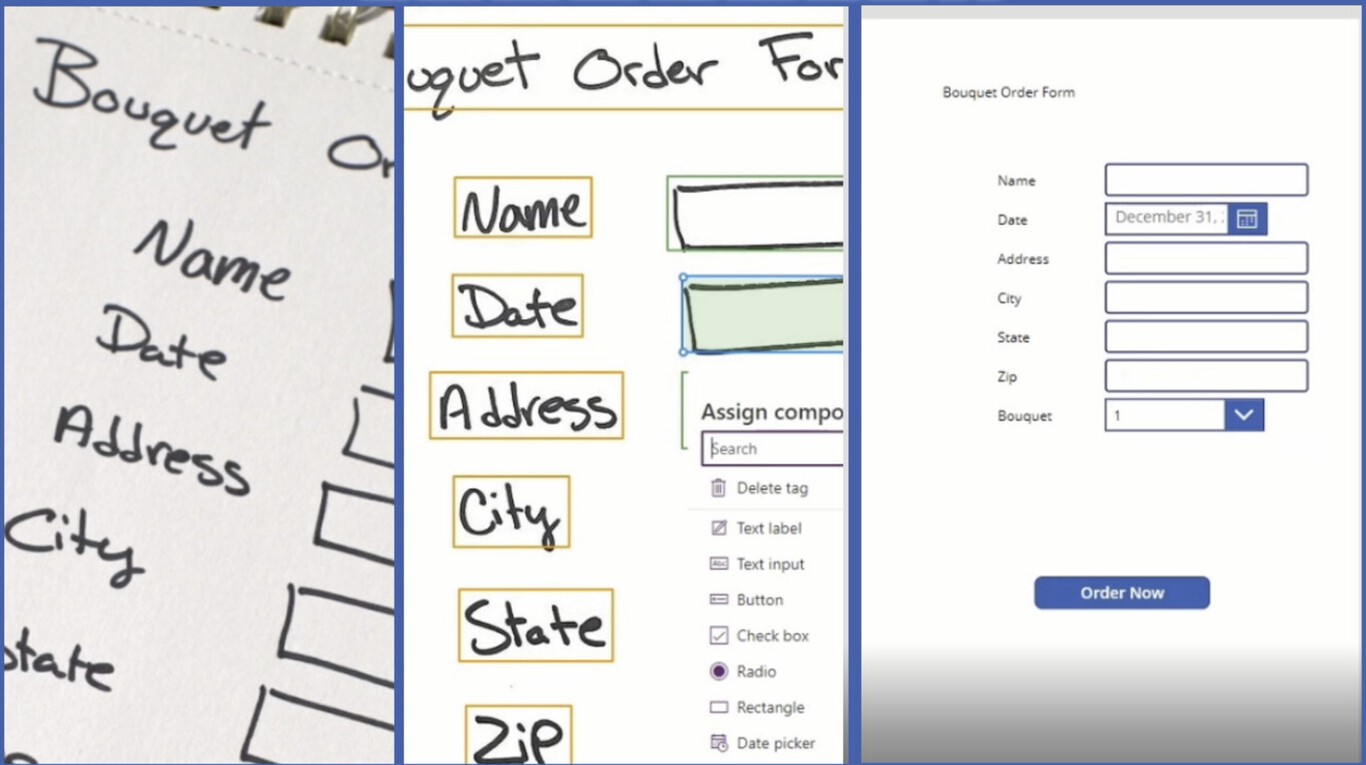 Bouquet Or
Name
Date
Address
City
State
uquet Order For
Name
Date
Address
City
State
Zip
Assign compo
Search
Delete tag
Text label
Text input
Button
Check box
Radio
Rectangle
Date picker
Bouquet Order Form
Name
Date December 31,
Address
City
State
Zip
Bouquet 1
Order Now